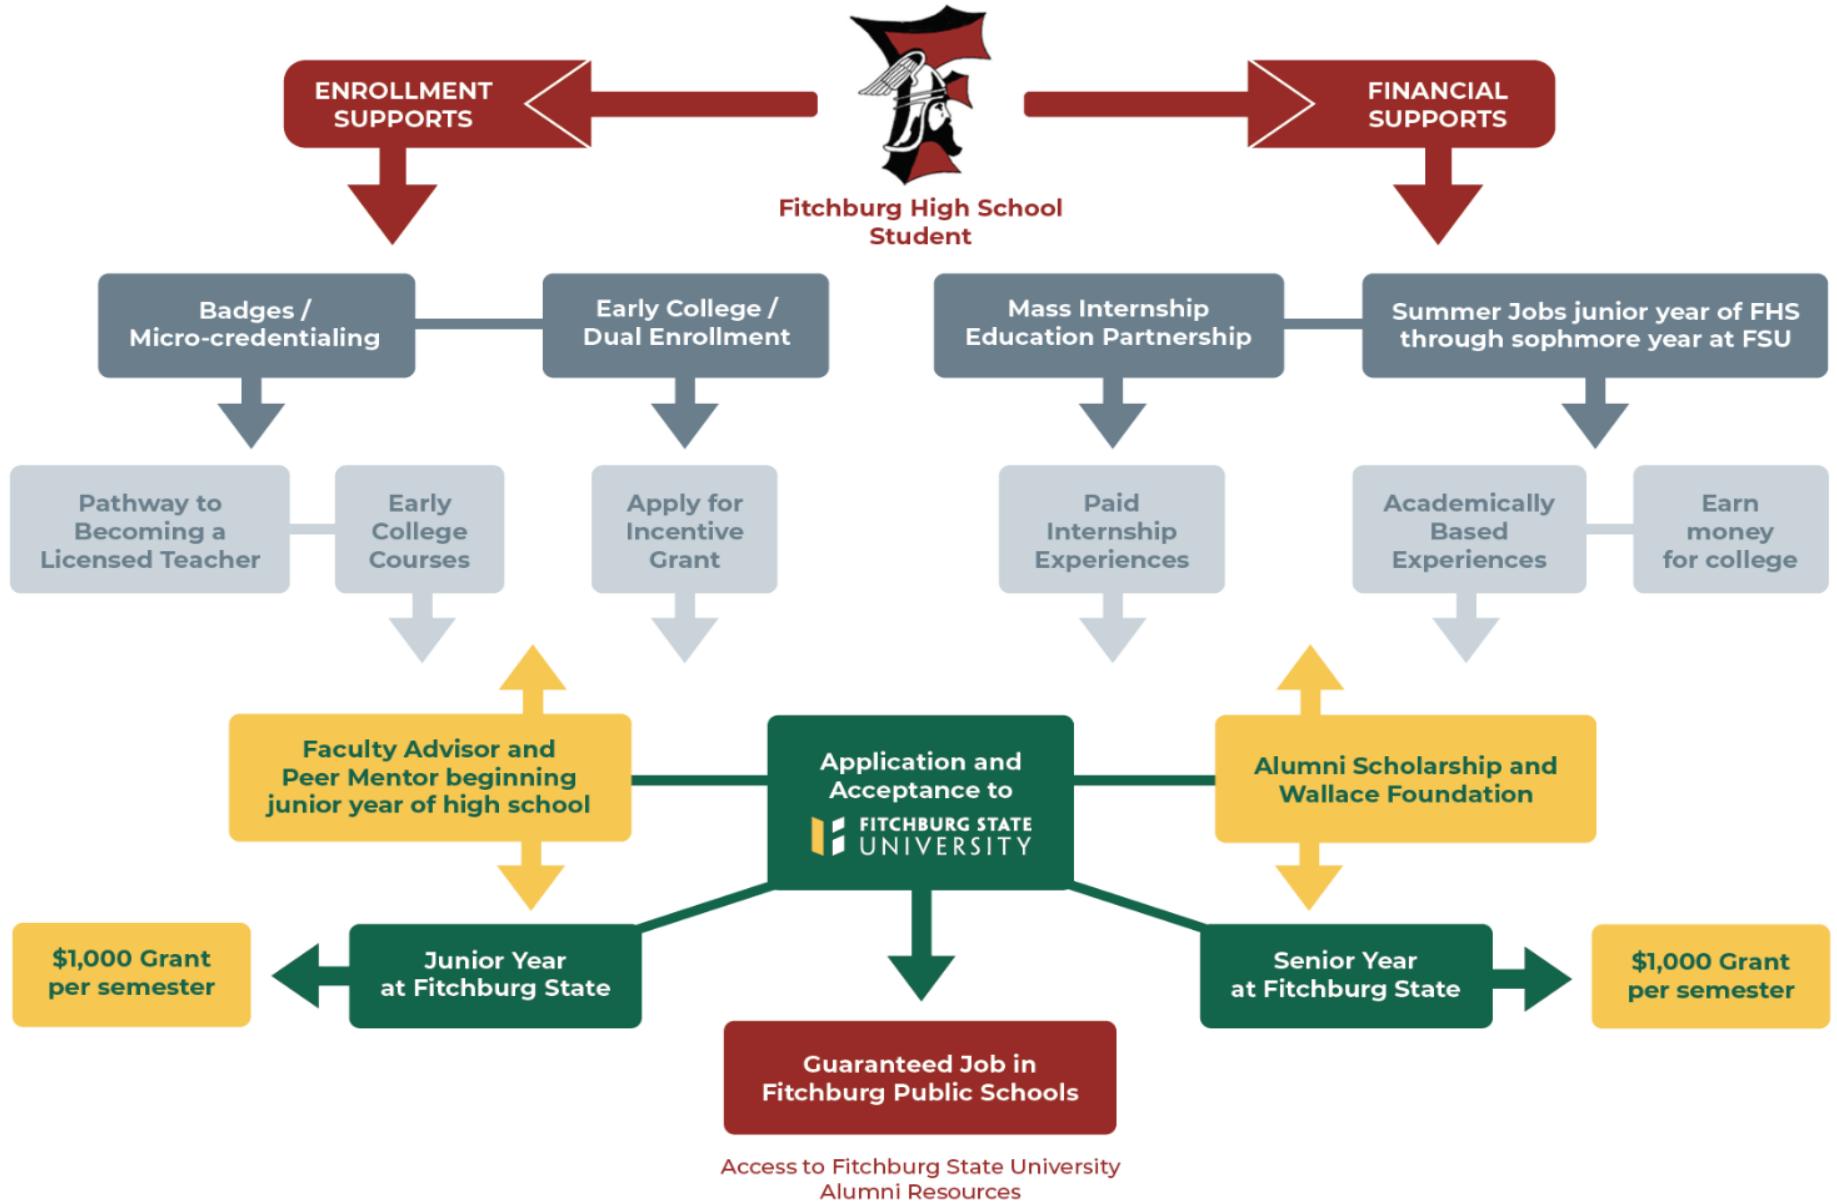 ENROLLMENT
SUPPORTS
FINANCIAL
SUPPORTS
Fitchburg High School
Student
Badges /
Micro-credentialing
Early College /
Dual Enrollment
Mass Internship
Education Partnership
Summer Jobs junior year of FHS
through sophmore year at FSU
Pathway to
Becoming a
Licensed Teacher
Early
College
Courses
Apply for
Incentive
Grant
Paid
Internship
Experiences
Academically
Based
Experiences
Earn
money
for college
Faculty Advisor and
Peer Mentor beginning
junior year of high school
Application and
Acceptance to
FITCHBURG STATE
UNIVERSITY
Alumni Scholarship and
Wallace Foundation
$1,000 Grant
per semester
Junior Year
at Fitchburg State
Senior Year
at Fitchburg State
$1,000 Grant
per semester
Guaranteed Job in
Fitchburg Public Schools
Access to Fitchburg State University
Alumni Resources